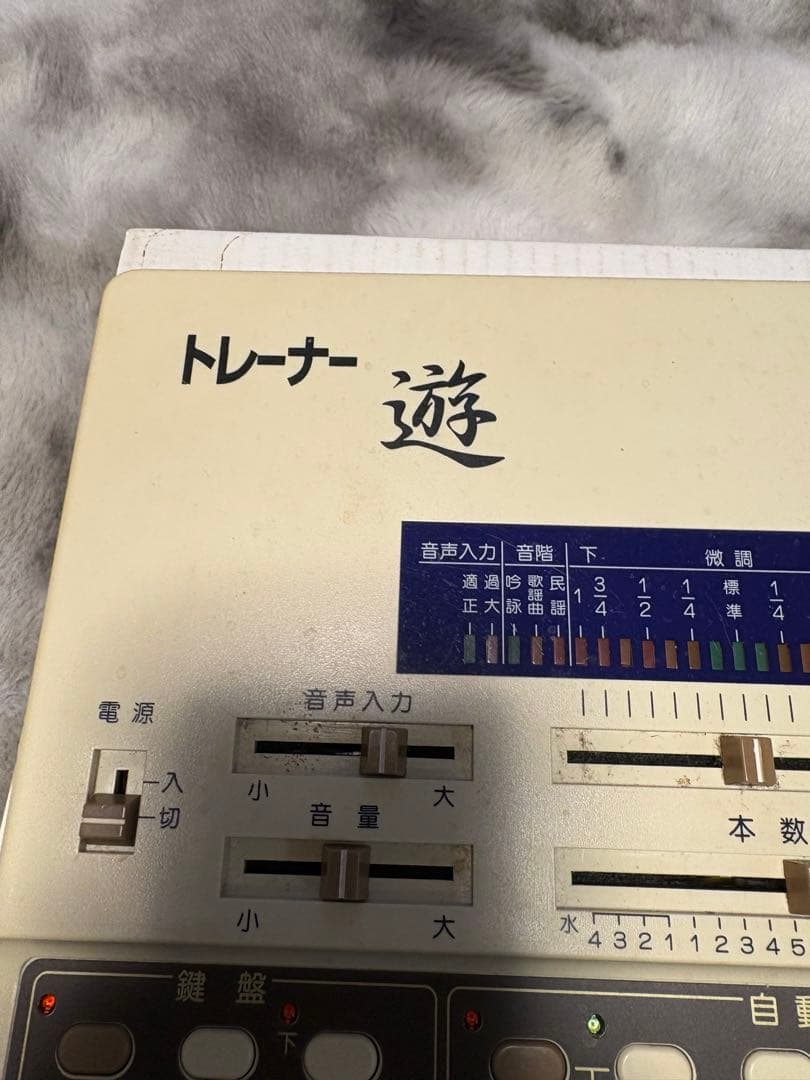 トレーナー
遊
音声入力 音階 下 微調
適正 過大 吟詠 歌謡曲 民謡 1 3/4 1/2 1/4 標準 1/4
電源
入
切
音声入力
小 大
音量
小 大
本数
水 4 3 2 1 1 2 3 4 5
鍵盤
下
自動
下